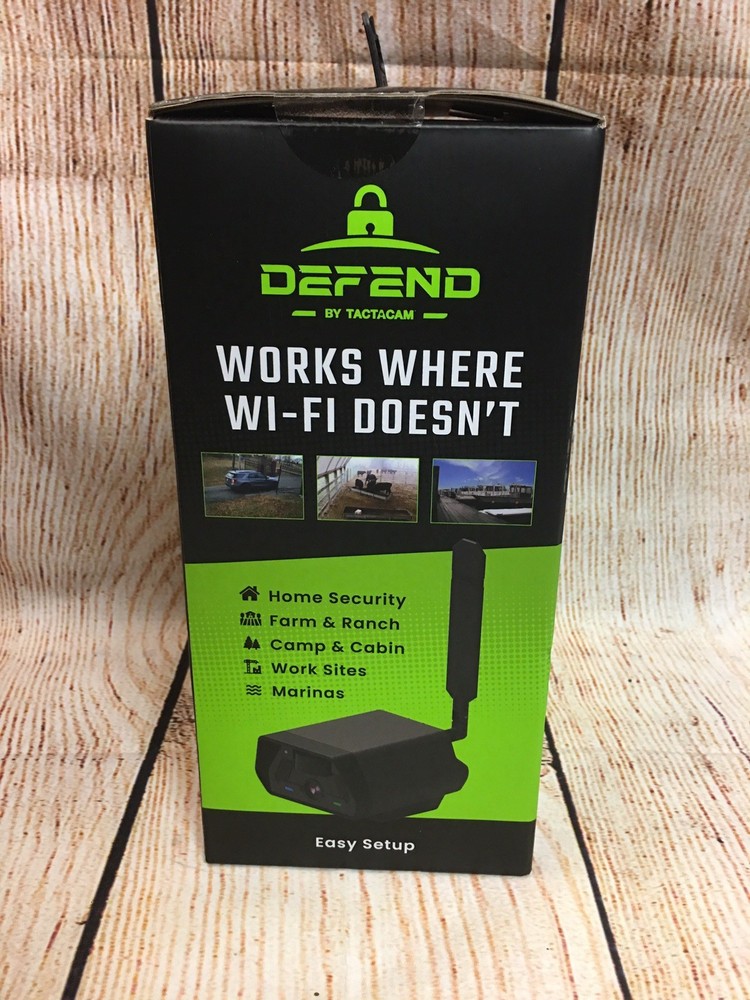 DEFEND
BY TACTACAM
WORKS WHERE
WI-FI DOESN'T
Home Security
Farm & Ranch
Camp & Cabin
Work Sites
Marinas
Easy Setup